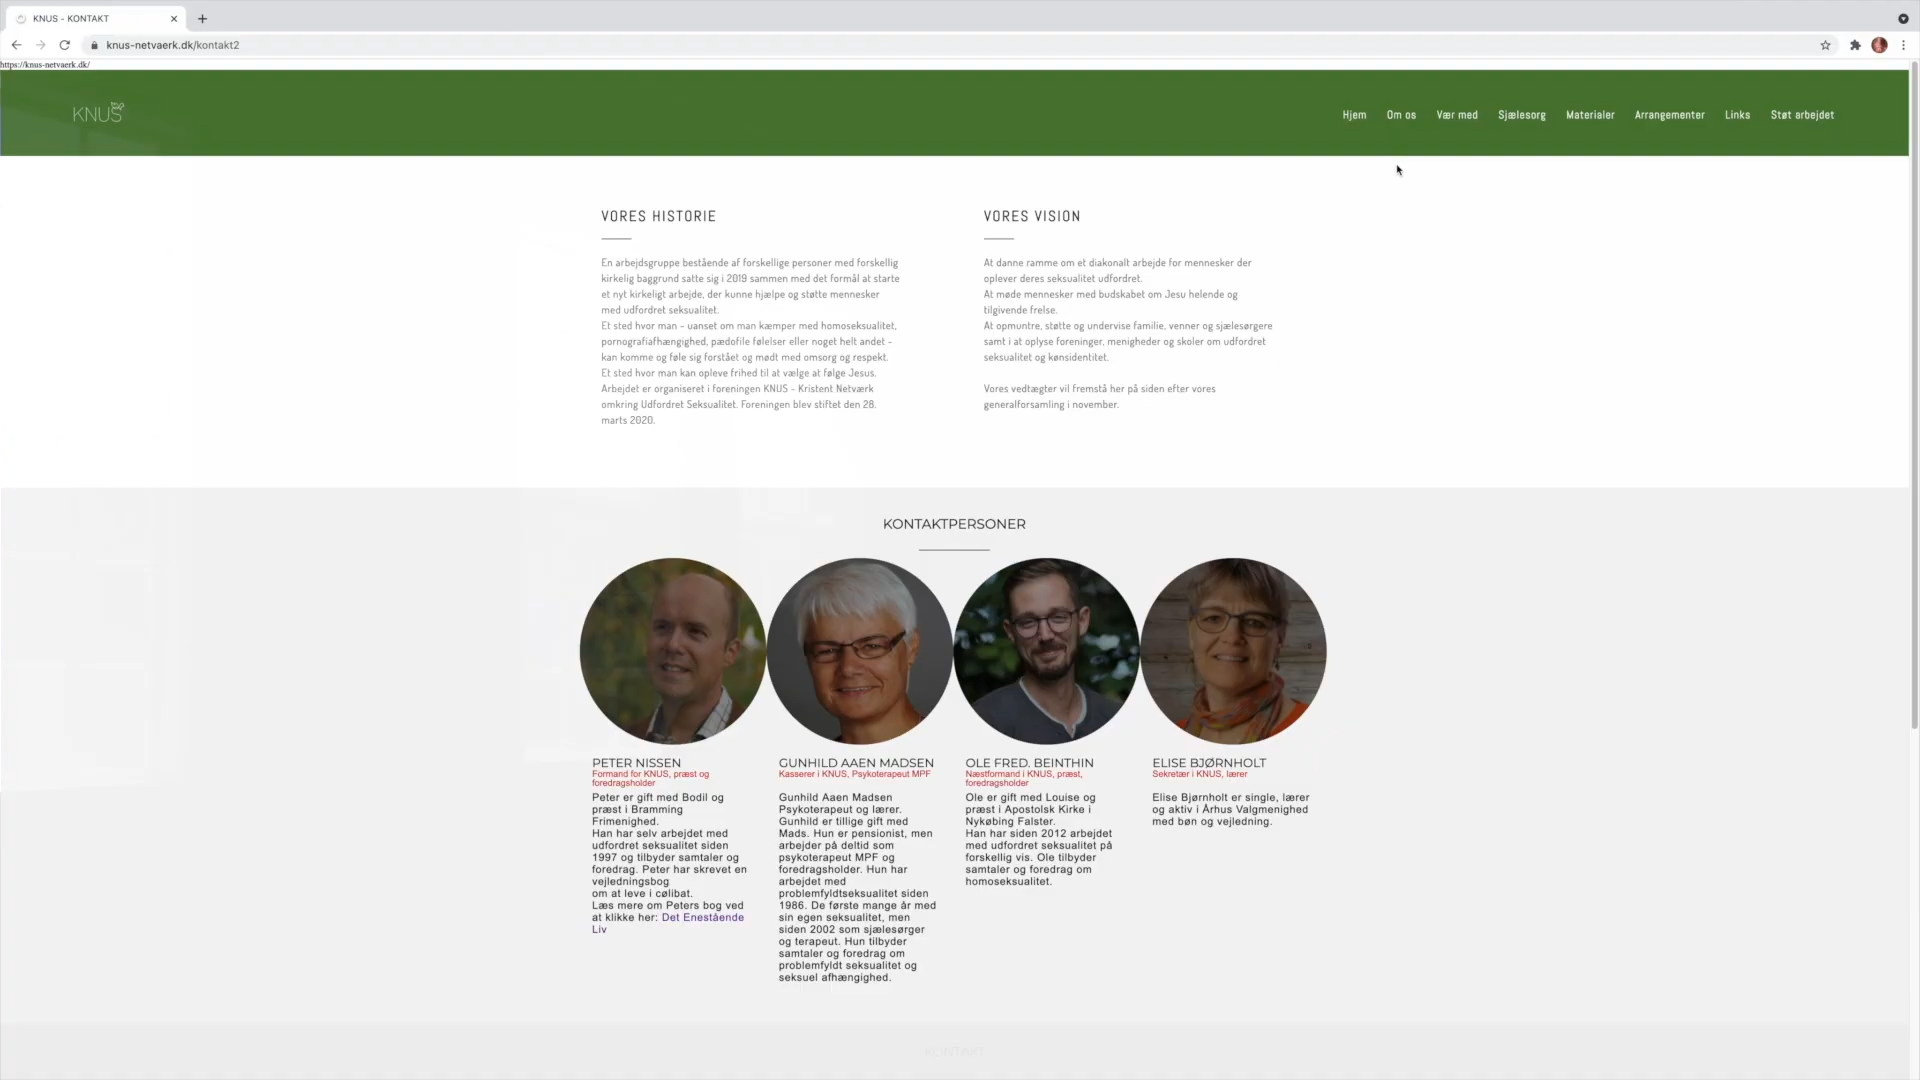 KNUS - KONTAKT
knus-netvaerk.dk/kontakt2
https://knus-netvaerk.dk/
KNUS
Hjem Om os Vær med Sjælesorg Materialer Arrangementer Links Støt arbejdet
VORES HISTORIE
En arbejdsgruppe bestående af forskellige personer med forskellig
kirkelig baggrund satte sig i 2019 sammen med det formål at starte
et nyt kirkeligt arbejde, der kunne hjælpe og støtte mennesker
med udfordret seksualitet.
Et sted hvor man - uanset om man kæmper med homoseksualitet,
pornografiafhængighed, pædofile følelser eller noget helt andet -
kan komme og føle sig forstået og mødt med omsorg og respekt.
Et sted hvor man kan opleve frihed til at vælge at følge Jesus.
Arbejdet er organiseret i foreningen KNUS - Kristent Netværk
omkring Udfordret Seksualitet. Foreningen blev stiftet den 28.
marts 2020.
VORES VISION
At danne ramme om et diakonalt arbejde for mennesker der
oplever deres seksualitet udfordret.
At møde mennesker med budskabet om Jesu helende og
tilgivende frelse.
At opmuntre, støtte og undervise familie, venner og sjælesørgere
samt i at oplyse foreninger, menigheder og skoler om udfordret
seksualitet og kønsidentitet.
Vores vedtægter vil fremstå her på siden efter vores
generalforsamling i november.
KONTAKTPERSONER
PETER NISSEN
Formand for KNUS, præst og
foredragsholder
Peter er gift med Bodil og
præst i Bramming
Frimenighed.
Han har selv arbejdet med
udfordret seksualitet siden
1997 og tilbyder samtaler og
foredrag. Peter har skrevet en
vejledningsbog
om at leve i cølibat.
Læs mere om Peters bog ved
at klikke her: Det Enestående
Liv
GUNHILD AAEN MADSEN
Kasserer i KNUS, Psykoterapeut MPF
Gunhild Aaen Madsen
Psykoterapeut og lærer.
Gunhild er tillige gift med
Mads. Hun er pensionist, men
arbejder på deltid som
psykoterapeut MPF og
foredragsholder. Hun har
arbejdet med
problemfyldtseksualitet siden
1986. De første mange år med
sin egen seksualitet, men
siden 2002 som sjælesørger
og terapeut. Hun tilbyder
samtaler og foredrag om
problemfyldt seksualitet og
seksuel afhængighed.
OLE FRED. BEINTHIN
Næstformand i KNUS, præst,
foredragsholder
Ole er gift med Louise og
præst i Apostolsk Kirke i
Nykøbing Falster.
Han har siden 2012 arbejdet
med udfordret seksualitet på
forskellig vis. Ole tilbyder
samtaler og foredrag om
homoseksualitet.
ELISE BJØRNHOLT
Sekretær i KNUS, lærer
Elise Bjørnholt er single, lærer
og aktiv i Århus Valgmenighed
med bøn og vejledning.
KONTAKT